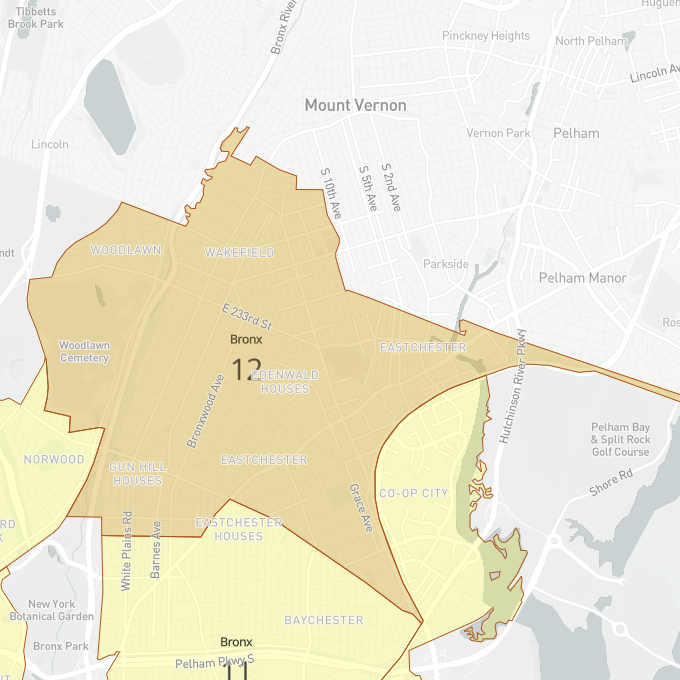 Tibbetts
Brook Park
Bronx River
Huguen
Pinckney Heights
North Pelham
Lincoln Av
Mount Vernon
Vernon Park
Pelham
Lincoln
S 10th Ave
S 5th Ave
S 2nd Ave
WOODLAWN
WAKEFIELD
ndt
Parkside
Pelham Manor
E 233rd St
Ros
Woodlawn
Cemetery
Bronx
12
EASTCHESTER
EDENWALD
HOUSES
Hutchinson River Pkwy
Bronxwood Ave
Pelham Bay
& Split Rock
Golf Course
NORWOOD
GUN HILL
HOUSES
EASTCHESTER
Shore Rd
CO-OP CITY
Grace Ave
RD
K
EASTCHESTER
HOUSES
White Plains Rd
Barnes Ave
New York
Botanical Garden
BAYCHESTER
Bronx Park
Bronx
11
Pelham Pkwy S